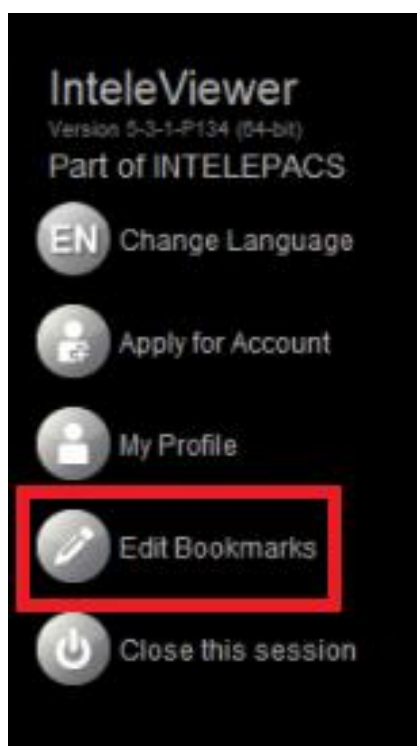 InteleViewer
Version 5-3-1-P134 (64-bit)
Part of INTELEPACS
EN Change Language
Apply for Account
My Profile
Edit Bookmarks
Close this session